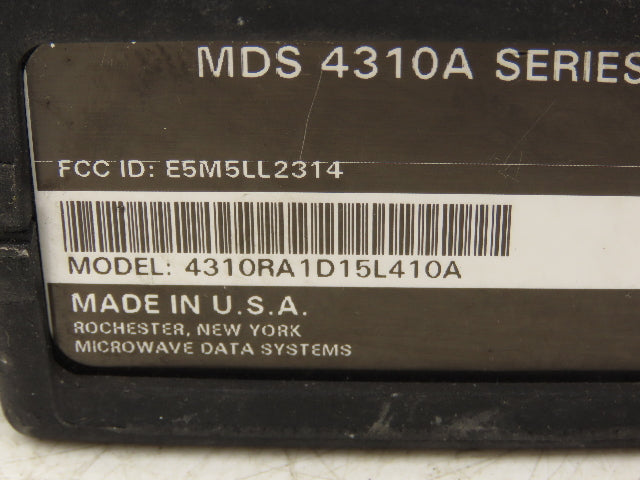 MDS 4310A SERIES
FCC ID: E5M5LL2314
MODEL: 4310RA1D15L410A
MADE IN U.S.A.
ROCHESTER, NEW YORK
MICROWAVE DATA SYSTEMS